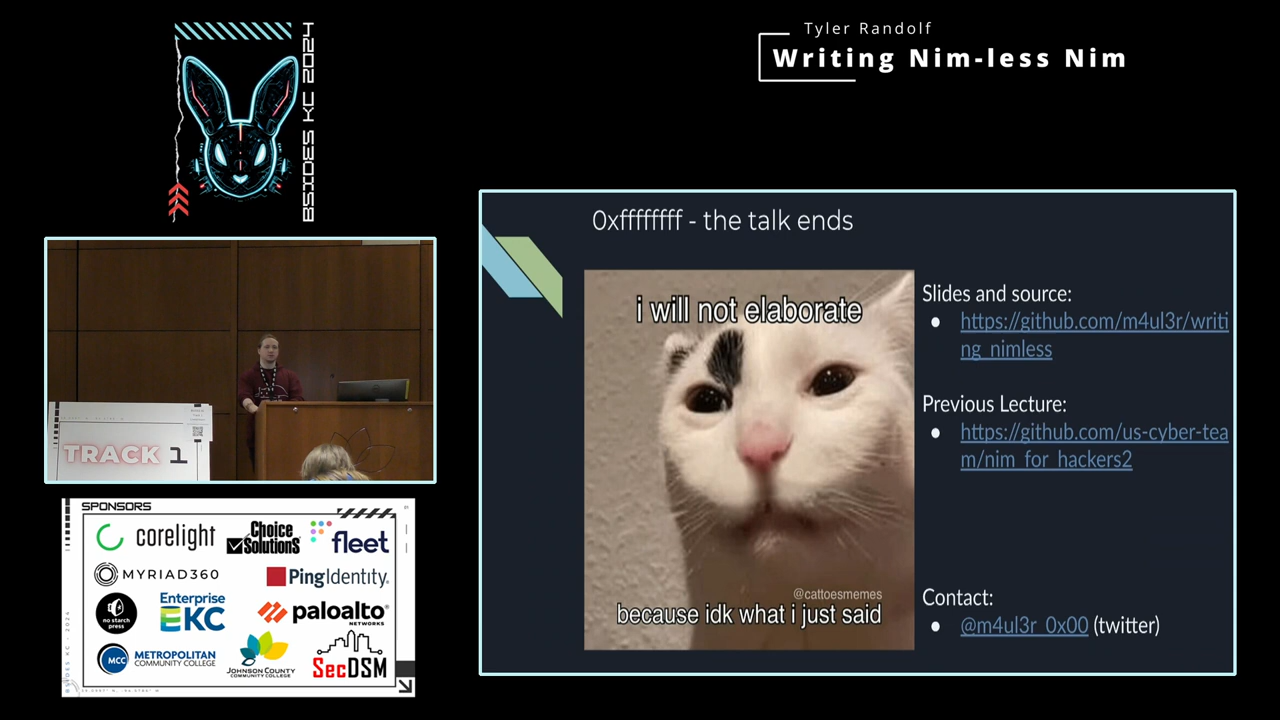 BSIDES KC 2024
Tyler Randolf
Writing Nim-less Nim
0xffffffff - the talk ends
i will not elaborate
@cattoesmemes
because idk what i just said
Slides and source:
https://github.com/m4ul3r/writi
ng_nimless
Previous Lecture:
https://github.com/us-cyber-tea
m/nim_for_hackers2
Contact:
@m4ul3r_0x00 (twitter)
TRACK 1
SPONSORS
corelight
Choice
Solutions
fleet
MYRIAD360
PingIdentity
no starch
press
Enterprise
KC
paloalto
NETWORKS
MCC
METROPOLITAN
COMMUNITY COLLEGE
JOHNSON COUNTY
COMMUNITY COLLEGE
SecDSM